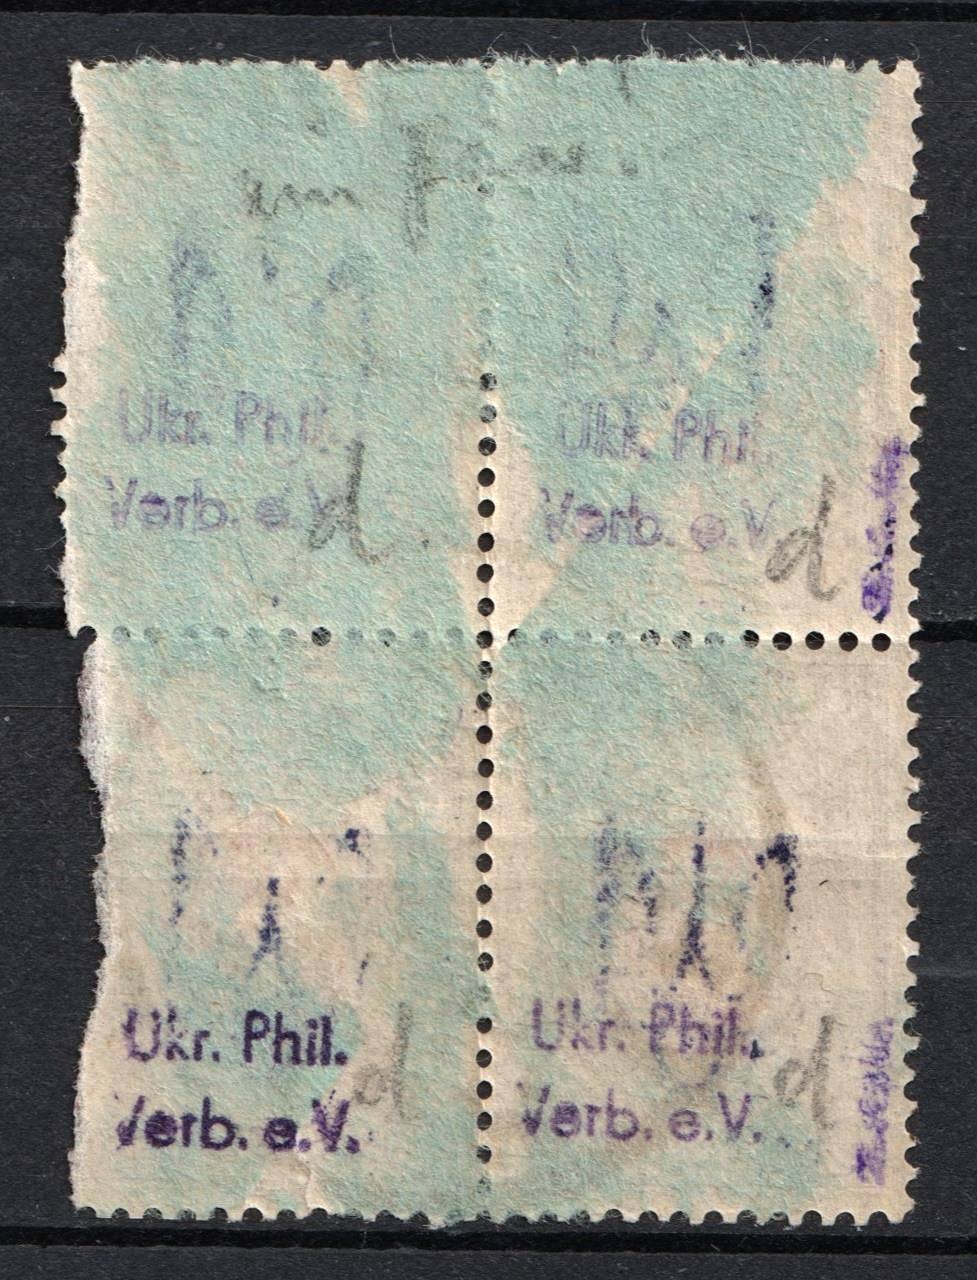 Ukr. Phil.
Verb. e.V.
d.
Ukr. Phil.
Verb. e.V.
d
Ukr. Phil.
Verb. e.V.
d
Ukr. Phil.
Verb. e.V.
d